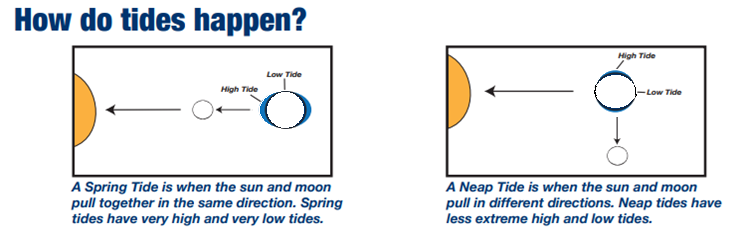 How do tides happen?
Low Tide
High Tide
A Spring Tide is when the sun and moon
pull together in the same direction. Spring
tides have very high and very low tides.
High Tide
Low Tide
A Neap Tide is when the sun and moon
pull in different directions. Neap tides have
less extreme high and low tides.